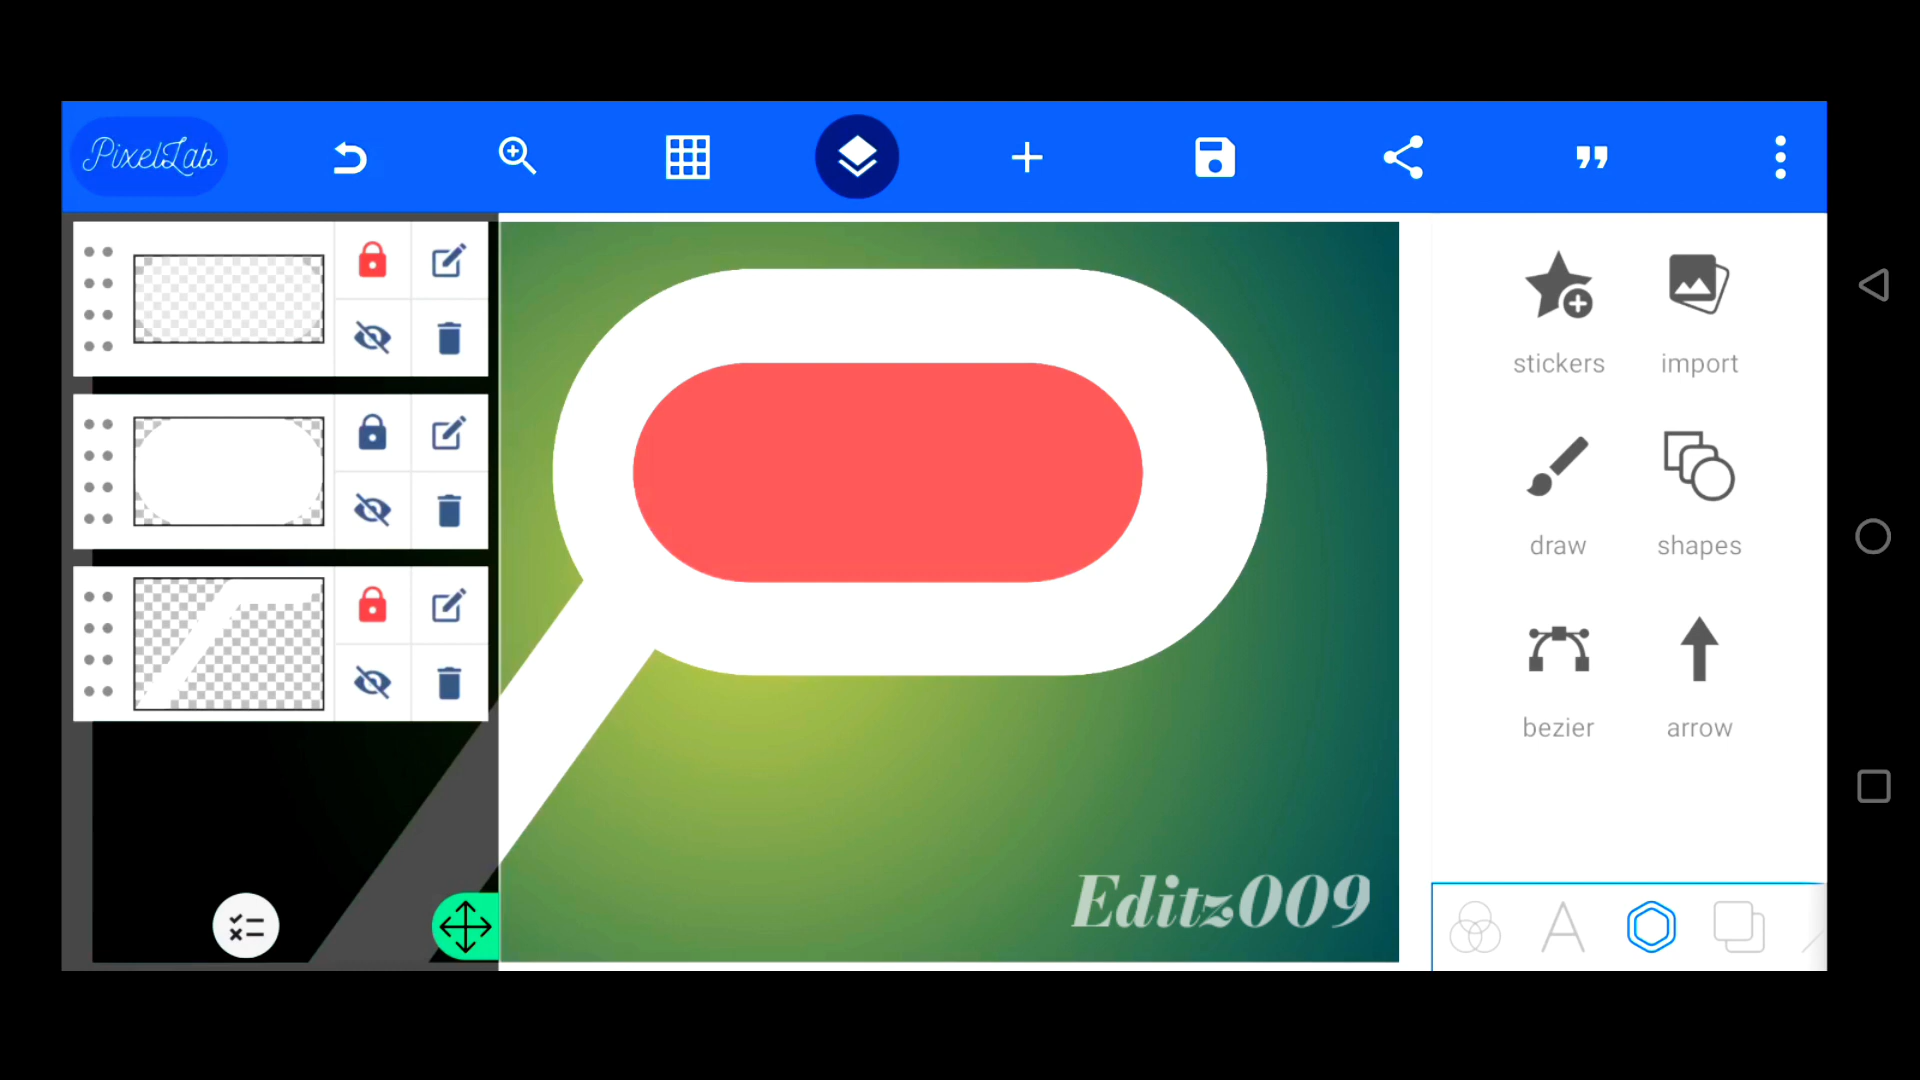 PixelLab
stickers
import
draw
shapes
bezier
arrow
Editz009